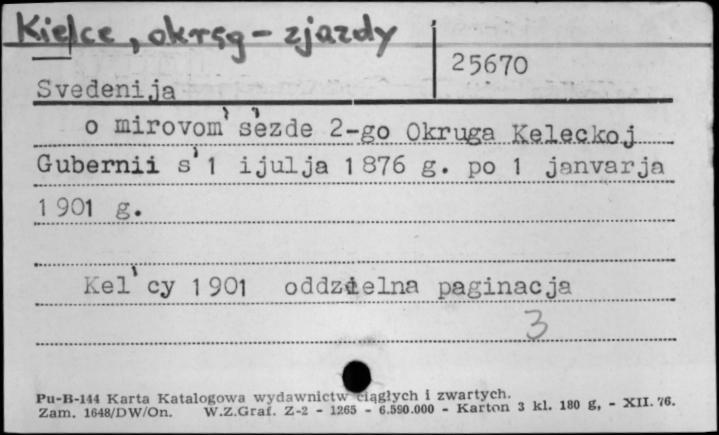 Kielce, okręg - zjazdy
25670
Svedenija
o mirovom' s'ezde 2-go Okruga Keleckoj
Gubernii s' 1 ijulja 1876 g. po 1 janvarja
1901 g.
Kel'cy 1901 oddzielna paginacja
3
Pu-B-144 Karta Katalogowa wydawnictw ciągłych i zwartych.
Zam. 1648/DW/On. W.Z.Graf. Z-2 - 1265 - 6.590.000 - Karton 3 kl. 180 g, - XII. 76.